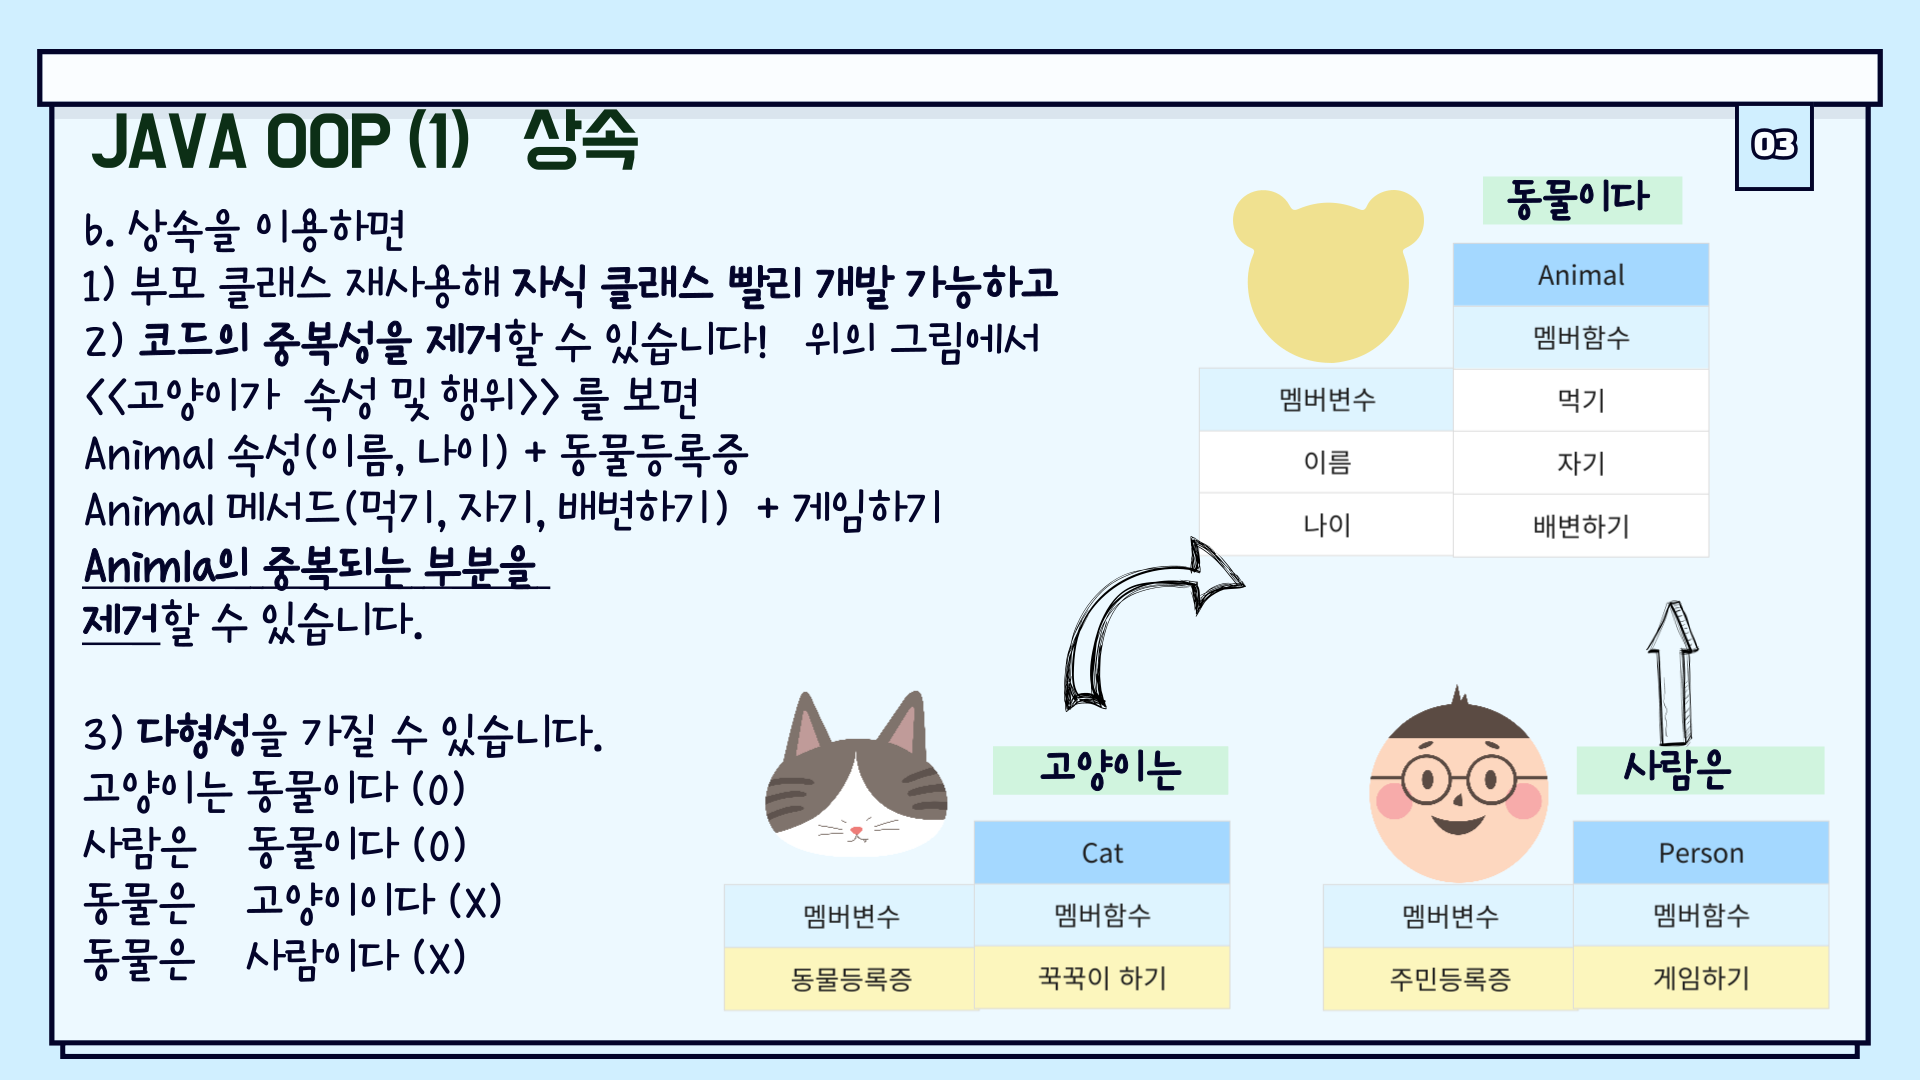 JAVA OOP (1) 상속
03
b. 상속을 이용하면
1) 부모 클래스 재사용해 자식 클래스 빨리 개발 가능하고
2) 코드의 중복성을 제거할 수 있습니다! 위의 그림에서
<<고양이가 속성 및 행위>> 를 보면
Animal 속성(이름, 나이) + 동물등록증
Animal 메서드(먹기, 자기, 배변하기) + 게임하기
Animla의 중복되는 부분을
제거할 수 있습니다.
3) 다형성을 가질 수 있습니다.
고양이는 동물이다 (O)
사람은 동물이다 (O)
동물은 고양이이다 (X)
동물은 사람이다 (X)
동물이다
Animal
멤버함수
멤버변수 먹기
이름 자기
나이 배변하기
고양이는
Cat
멤버변수 멤버함수
동물등록증 꾹꾹이 하기
사람은
Person
멤버변수 멤버함수
주민등록증 게임하기